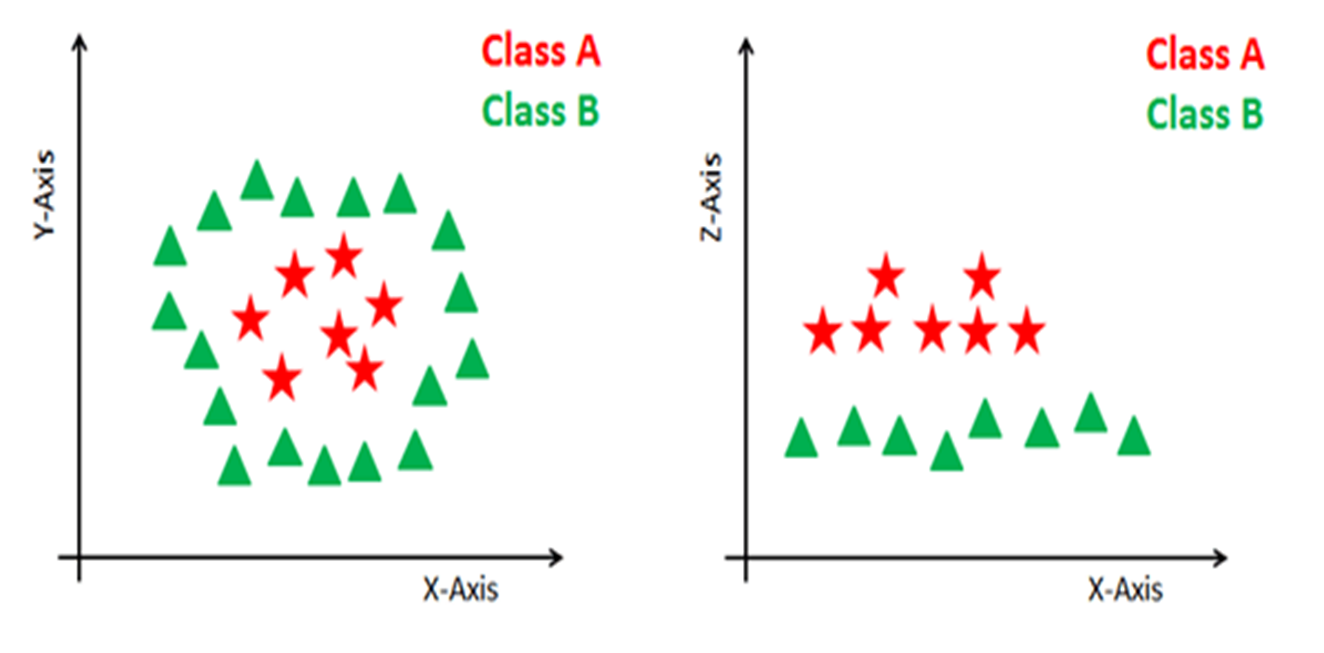 Class A
Class B
Y-Axis
X-Axis
Class A
Class B
Z-Axis
X-Axis